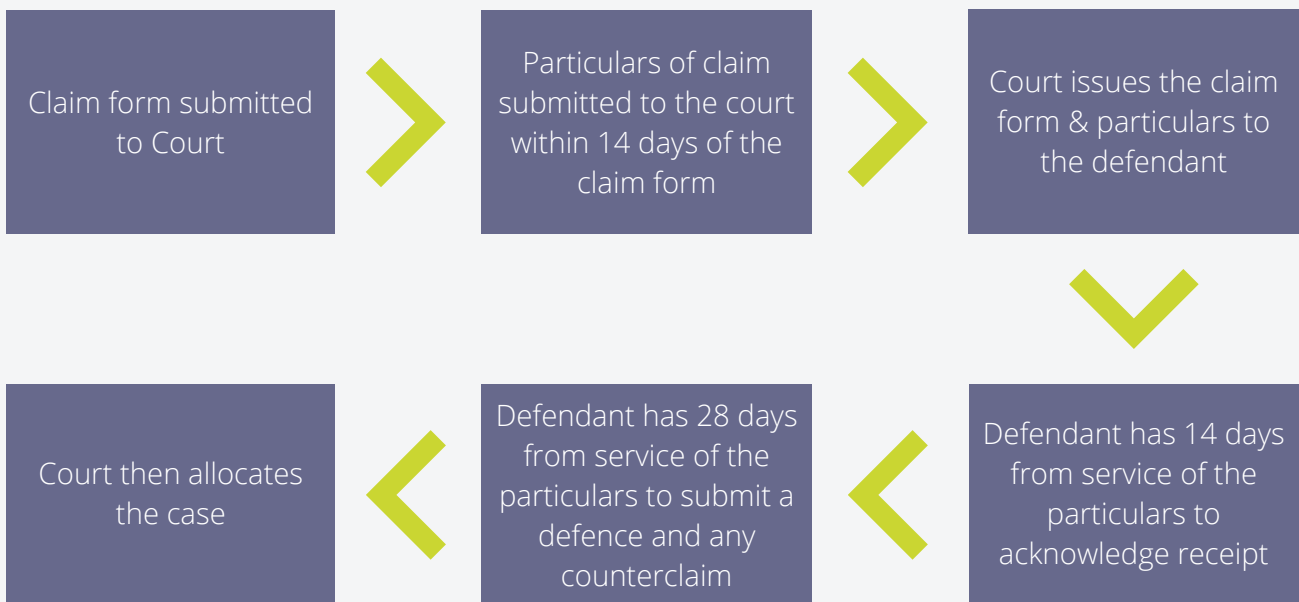 Claim form submitted
to Court
Particulars of claim
submitted to the court
within 14 days of the
claim form
Court issues the claim
form & particulars to
the defendant
Defendant has 14 days
from service of the
particulars to
acknowledge receipt
Defendant has 28 days
from service of the
particulars to submit a
defence and any
counterclaim
Court then allocates
the case